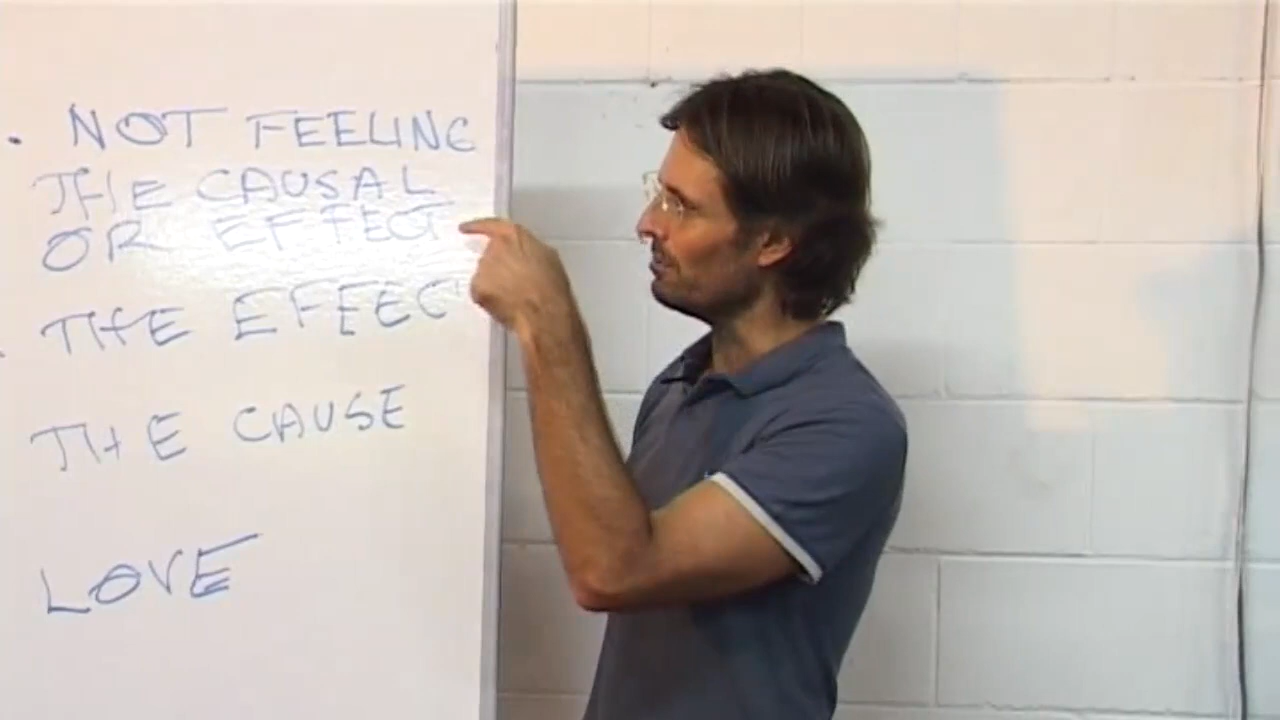 . NOT FEELING
THE CAUSAL
OR EFFECT
. THE EFFECT
THE CAUSE
LOVE